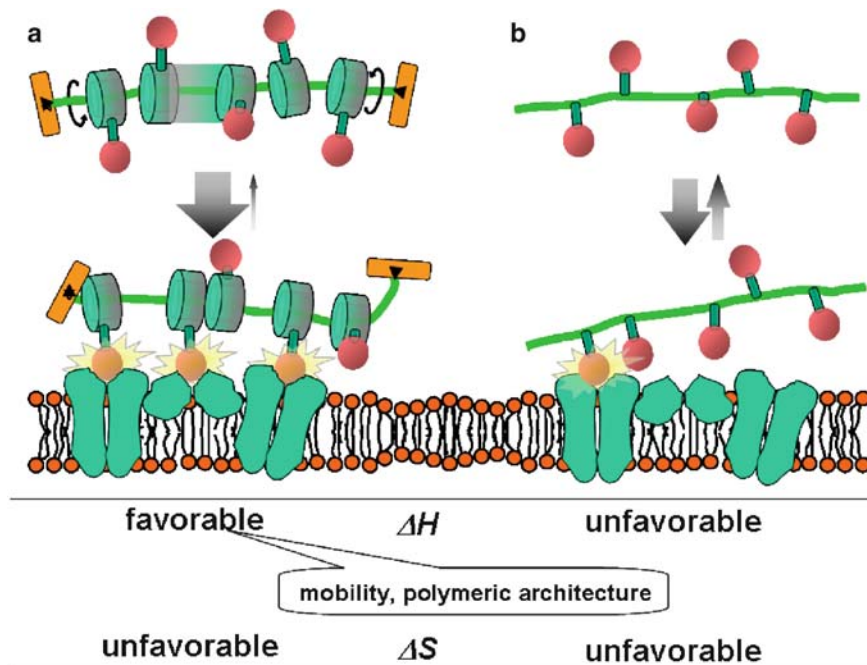 a
b
favorable ΔH unfavorable
mobility, polymeric architecture
unfavorable ΔS unfavorable